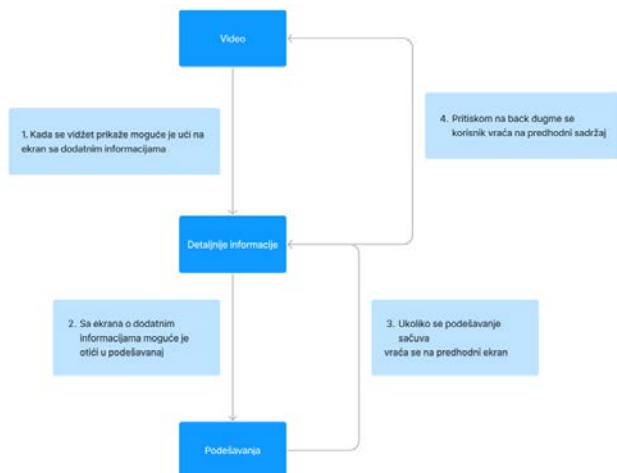 Video
1. Kada se vidžet prikaže moguće je ući na
ekran sa dodatnim informacijama
4. Pritiskom na back dugme se
korisnik vraća na predhodni sadržaj
Detaljnije informacije
2. Sa ekrana o dodatnim
informacijama moguće je
otići u podešavanaj
3. Ukoliko se podešavanje
sačuva
vraća se na predhodni ekran
Podešavanja